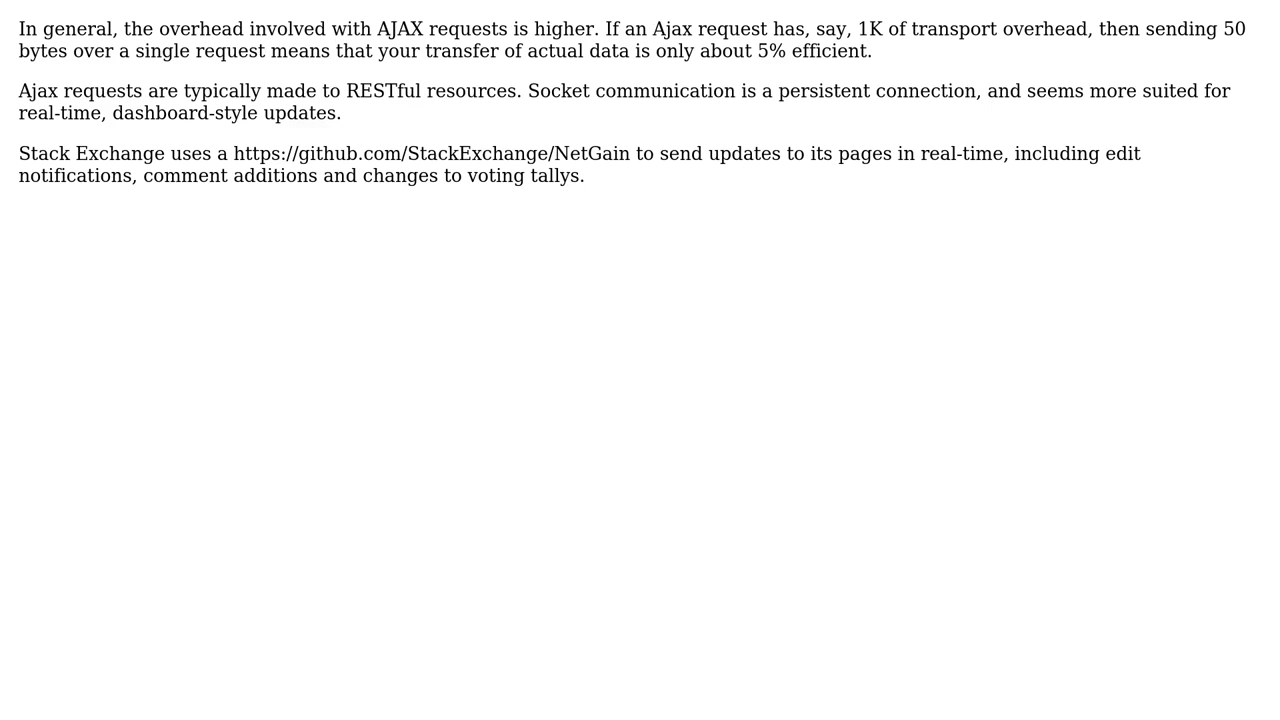 In general, the overhead involved with AJAX requests is higher. If an Ajax request has, say, 1K of transport overhead, then sending 50
bytes over a single request means that your transfer of actual data is only about 5% efficient.
Ajax requests are typically made to RESTful resources. Socket communication is a persistent connection, and seems more suited for
real-time, dashboard-style updates.
Stack Exchange uses a https://github.com/StackExchange/NetGain to send updates to its pages in real-time, including edit
notifications, comment additions and changes to voting tallys.